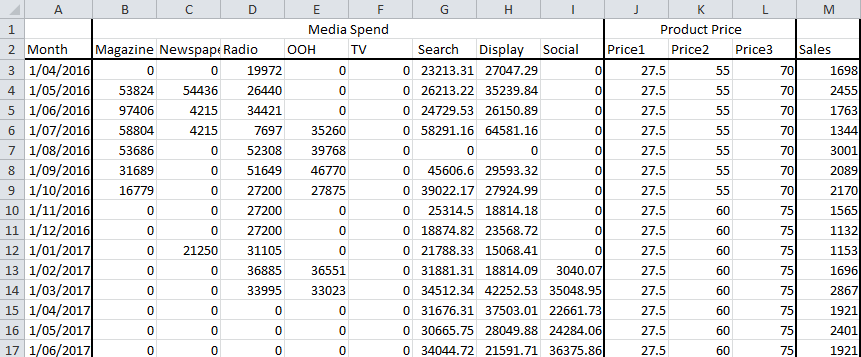 A B C D E F G H I J K L M
1 Media Spend Product Price
2 Month Magazine Newspape Radio OOH TV Search Display Social Price1 Price2 Price3 Sales
3 1/04/2016 0 0 19972 0 0 23213.31 27047.29 0 27.5 55 70 1698
4 1/05/2016 53824 54436 26440 0 0 26213.22 35239.84 0 27.5 55 70 2455
5 1/06/2016 97406 4215 34421 0 0 24729.53 26150.89 0 27.5 55 70 1763
6 1/07/2016 58804 4215 7697 35260 0 58291.16 64581.16 0 27.5 55 70 1344
7 1/08/2016 53686 0 52308 39768 0 0 0 0 27.5 55 70 3001
8 1/09/2016 31689 0 51649 46770 0 45606.6 29593.32 0 27.5 55 70 2089
9 1/10/2016 16779 0 27200 27875 0 39022.17 27924.99 0 27.5 55 70 2170
10 1/11/2016 0 0 27200 0 0 25314.5 18814.18 0 27.5 60 75 1565
11 1/12/2016 0 0 27200 0 0 18874.82 23568.72 0 27.5 60 75 1132
12 1/01/2017 0 21250 31105 0 0 21788.33 15068.41 0 27.5 60 75 1153
13 1/02/2017 0 0 36885 36551 0 31881.31 18814.09 3040.07 27.5 60 75 1696
14 1/03/2017 0 0 33995 33023 0 34512.34 42252.53 35048.95 27.5 60 75 2867
15 1/04/2017 0 0 0 0 0 31676.31 37503.01 22661.73 27.5 60 75 1921
16 1/05/2017 0 0 0 0 0 30665.75 28049.88 24284.06 27.5 60 75 2401
17 1/06/2017 0 0 0 0 0 34044.72 21591.71 36375.86 27.5 60 75 1921